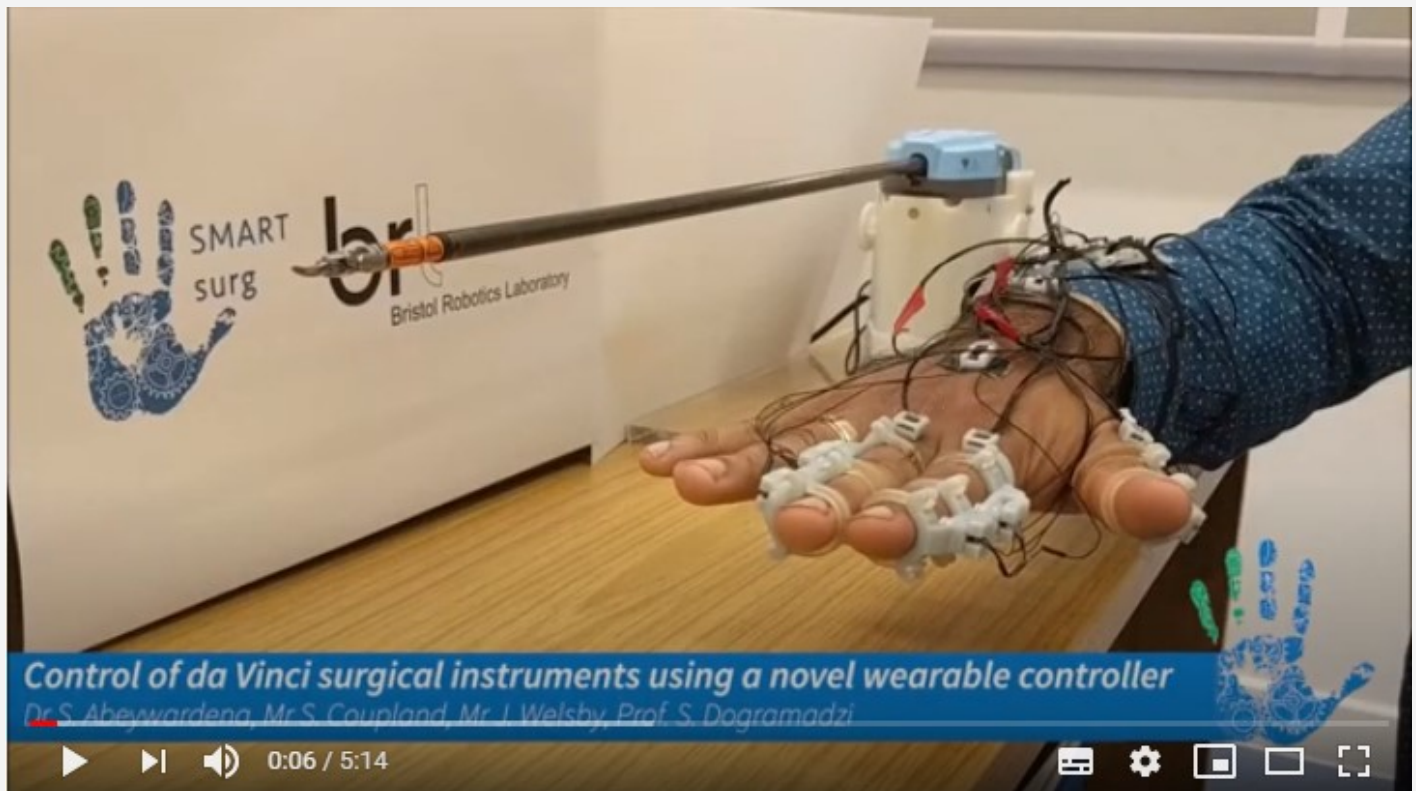 SMART
surg
brl
Bristol Robotics Laboratory
Control of da Vinci surgical instruments using a novel wearable controller
Dr S. Abeywardena, Mr S. Coupland, Mr J. Welsby, Prof. S. Dogramadzi
0:06 / 5:14